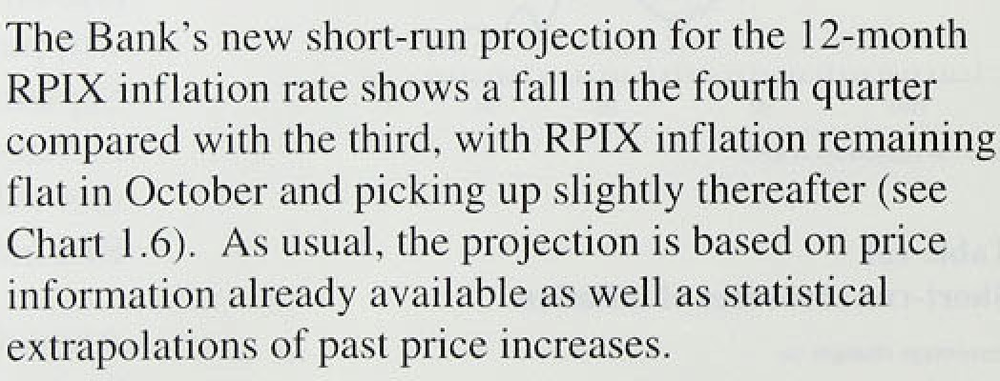 The Bank's new short-run projection for the 12-month
RPIX inflation rate shows a fall in the fourth quarter
compared with the third, with RPIX inflation remaining
flat in October and picking up slightly thereafter (see
Chart 1.6).  As usual, the projection is based on price
information already available as well as statistical
extrapolations of past price increases.